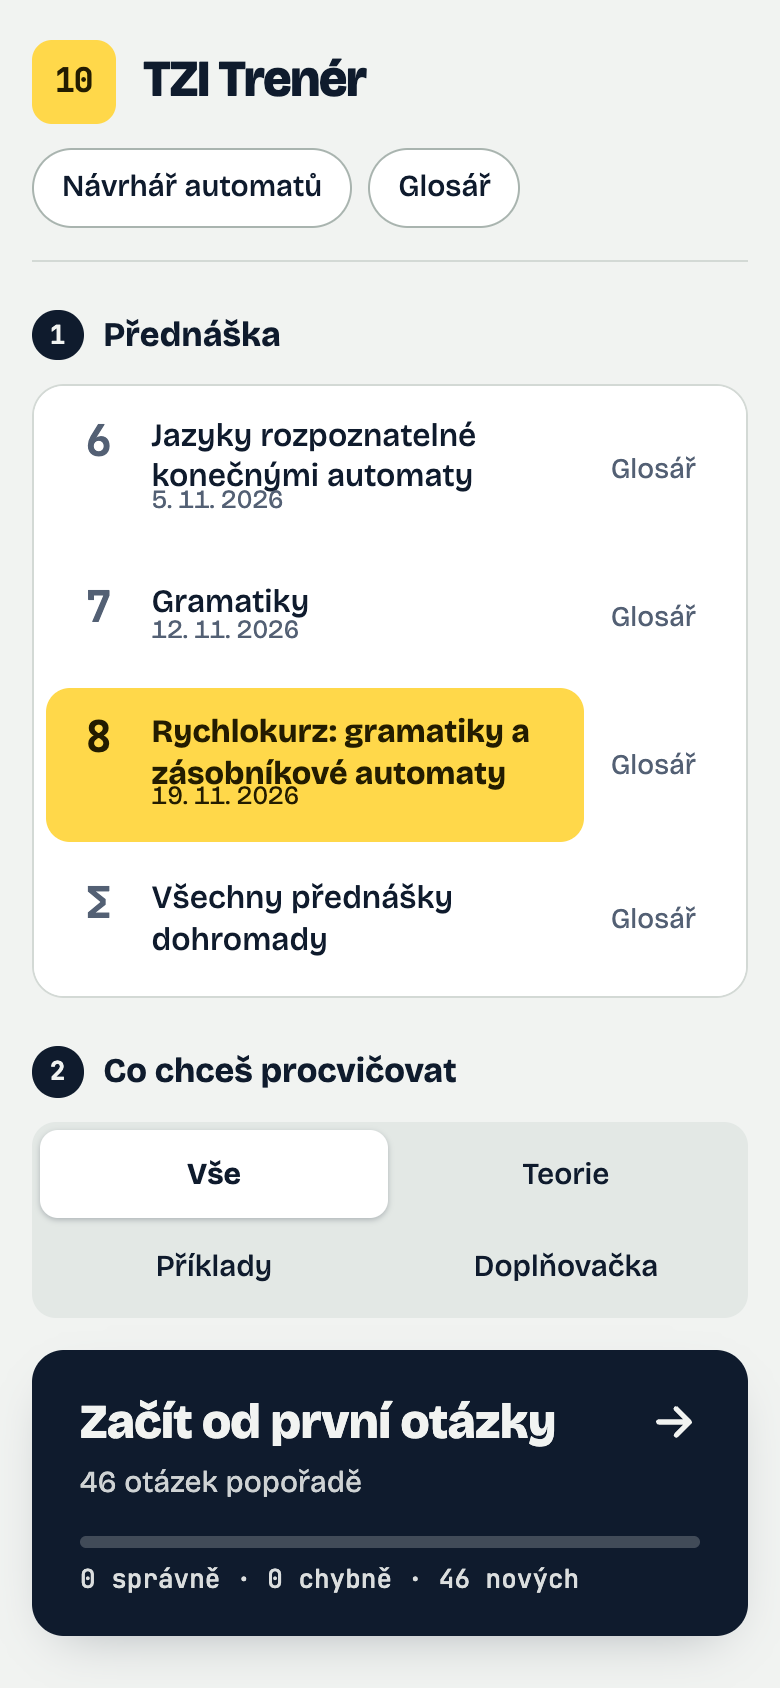 10
TZI Trenér
Návrhář automatů
Glosář
1
Přednáška
6
Jazyky rozpoznatelné
konečnými automaty
5. 11. 2026
Glosář
7
Gramatiky
12. 11. 2026
Glosář
8
Rychlokurz: gramatiky a
zásobníkové automaty
19. 11. 2026
Glosář
Σ
Všechny přednášky
dohromady
Glosář
2
Co chceš procvičovat
Vše
Teorie
Příklady
Doplňovačka
Začít od první otázky
→
46 otázek popořadě
0 správně · 0 chybně · 46 nových